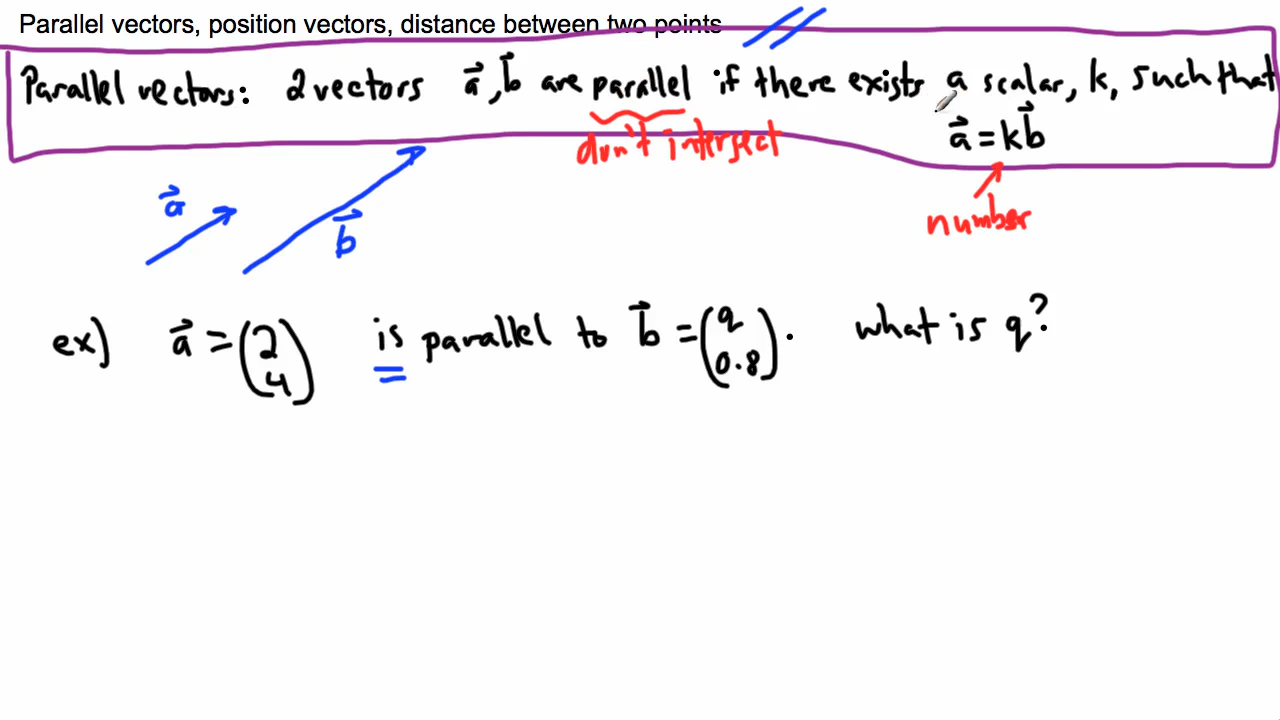 Parallel vectors, position vectors, distance between two points
Parallel vectors: 2 vectors a⃗, b⃗ are parallel if there exists a scalar, k, such that
a⃗ = kb⃗
don't intersect
number
a⃗
b⃗
ex) a⃗ = (2 4) is parallel to b⃗ = (q 0.8). What is q?